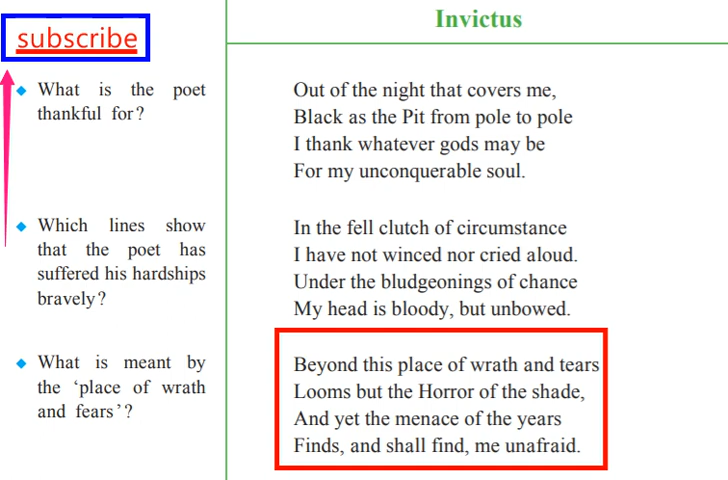 subscribe
Invictus
What is the poet
thankful for?
Out of the night that covers me,
Black as the Pit from pole to pole
I thank whatever gods may be
For my unconquerable soul.
Which lines show
that the poet has
suffered his hardships
bravely?
In the fell clutch of circumstance
I have not winced nor cried aloud.
Under the bludgeonings of chance
My head is bloody, but unbowed.
What is meant by
the ‘place of wrath
and fears’?
Beyond this place of wrath and tears
Looms but the Horror of the shade,
And yet the menace of the years
Finds, and shall find, me unafraid.